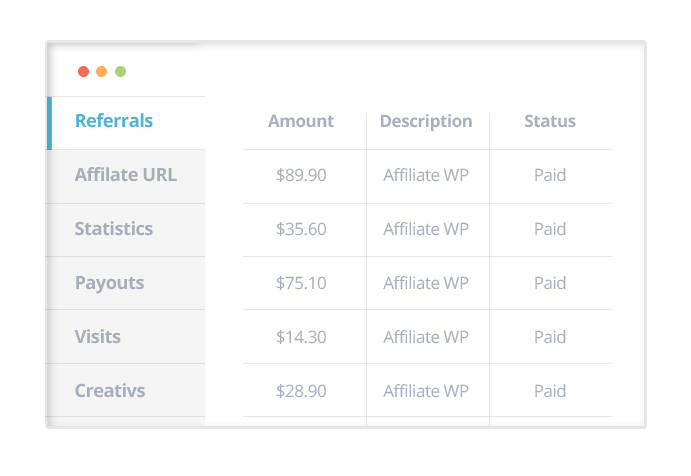 Referrals
Affilate URL
Statistics
Payouts
Visits
Creativs
Amount Description Status
$89.90 Affiliate WP Paid
$35.60 Affiliate WP Paid
$75.10 Affiliate WP Paid
$14.30 Affiliate WP Paid
$28.90 Affiliate WP Paid